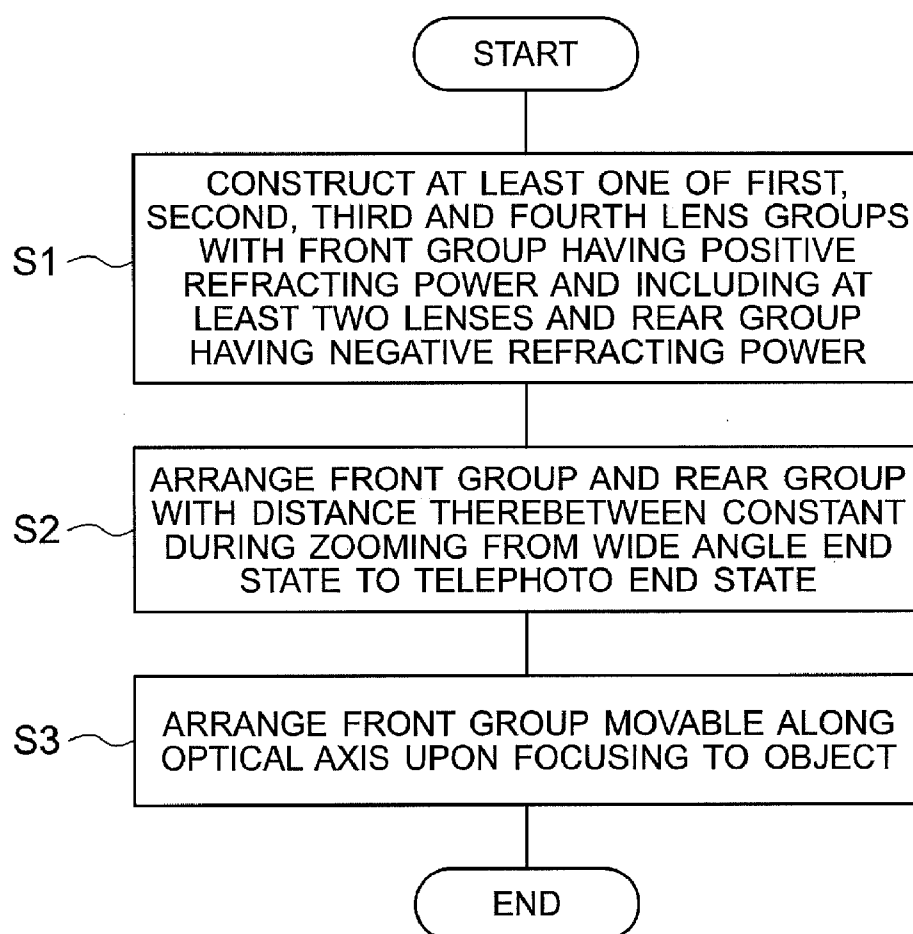 START
CONSTRUCT AT LEAST ONE OF FIRST,
SECOND, THIRD AND FOURTH LENS GROUPS
WITH FRONT GROUP HAVING POSITIVE
REFRACTING POWER AND INCLUDING AT
LEAST TWO LENSES AND REAR GROUP
HAVING NEGATIVE REFRACTING POWER
S1
ARRANGE FRONT GROUP AND REAR GROUP
WITH DISTANCE THEREBETWEEN CONSTANT
DURING ZOOMING FROM WIDE ANGLE END
STATE TO TELEPHOTO END STATE
S2
ARRANGE FRONT GROUP MOVABLE ALONG
OPTICAL AXIS UPON FOCUSING TO OBJECT
S3
END